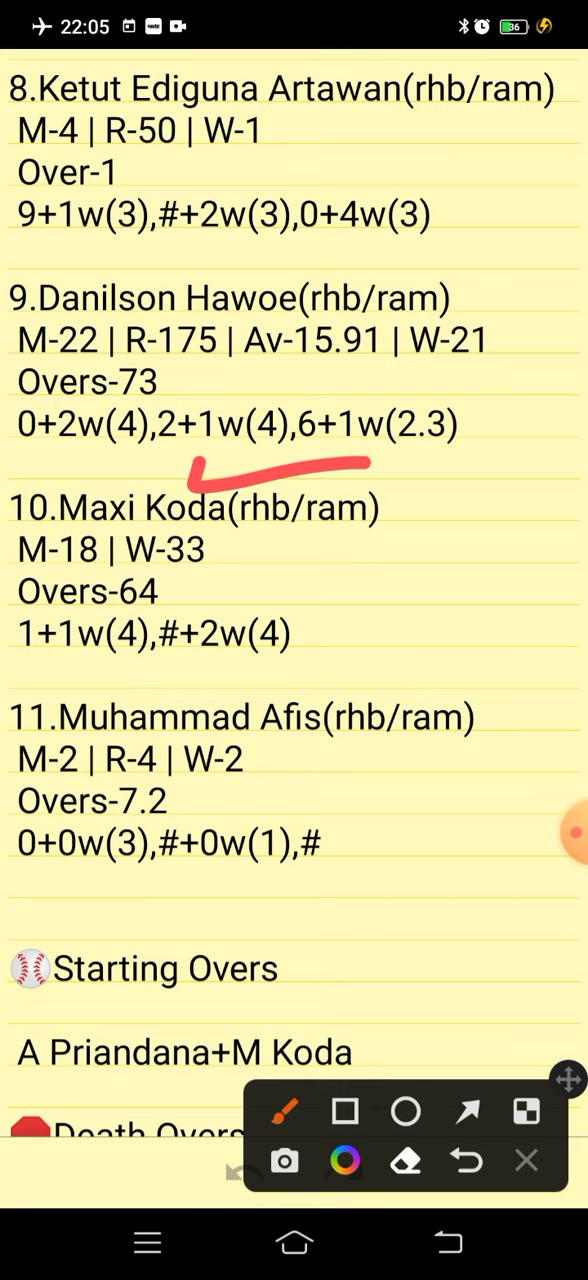 22:05
36
8.Ketut Ediguna Artawan(rhb/ram)
M-4 | R-50 | W-1
Over-1
9+1w(3),#+2w(3),0+4w(3)
9.Danilson Hawoe(rhb/ram)
M-22 | R-175 | Av-15.91 | W-21
Overs-73
0+2w(4),2+1w(4),6+1w(2.3)
10.Maxi Koda(rhb/ram)
M-18 | W-33
Overs-64
1+1w(4),#+2w(4)
11.Muhammad Afis(rhb/ram)
M-2 | R-4 | W-2
Overs-7.2
0+0w(3),#+0w(1),#
Starting Overs
A Priandana+M Koda
Death Overs